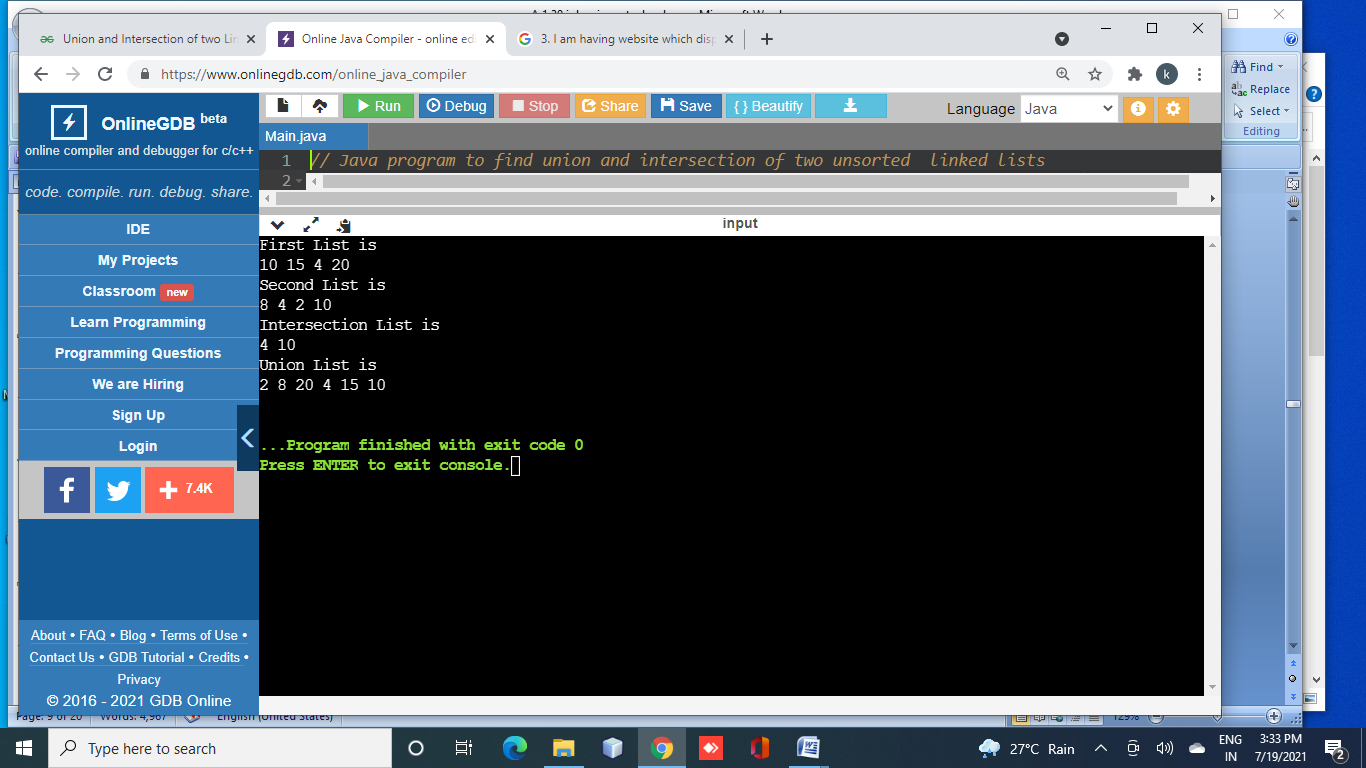 Union and Intersection of two Lin
Online Java Compiler - online ed
3. I am having website which disp
https://www.onlinegdb.com/online_java_compiler
k
OnlineGDB beta
online compiler and debugger for c/c++
code. compile. run. debug. share.
IDE
My Projects
Classroom new
Learn Programming
Programming Questions
We are Hiring
Sign Up
Login
7.4K
About • FAQ • Blog • Terms of Use •
Contact Us • GDB Tutorial • Credits •
Privacy
© 2016 - 2021 GDB Online
Run
Debug
Stop
Share
Save
{ } Beautify
Language Java
Main.java
1 // Java program to find union and intersection of two unsorted  linked lists
2
input
First List is
10 15 4 20
Second List is
8 4 2 10
Intersection List is
4 10
Union List is
2 8 20 4 15 10
...Program finished with exit code 0
Press ENTER to exit console.
Find
Replace
Select
Editing
Page: 9 of 20
Words: 4,967
English (United States)
129%
Type here to search
27°C Rain
ENG
IN
3:33 PM
7/19/2021
2